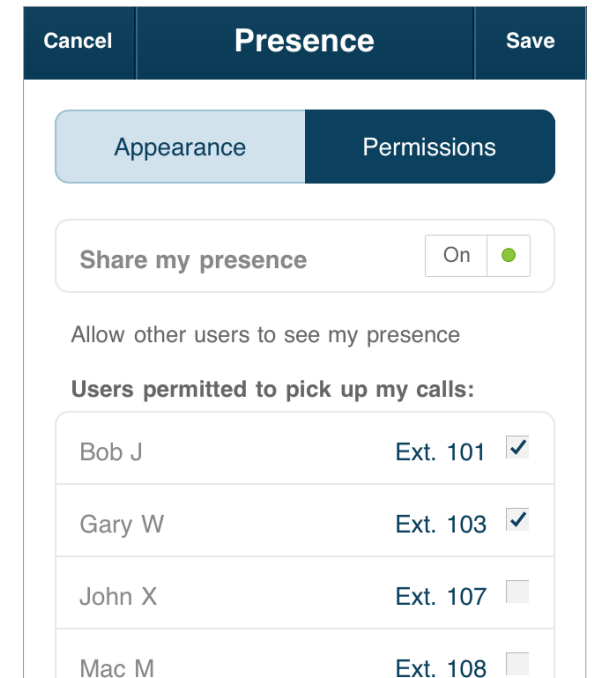 Cancel Presence Save
Appearance Permissions
Share my presence On
Allow other users to see my presence
Users permitted to pick up my calls:
Bob J Ext. 101
Gary W Ext. 103
John X Ext. 107
Mac M Ext. 108